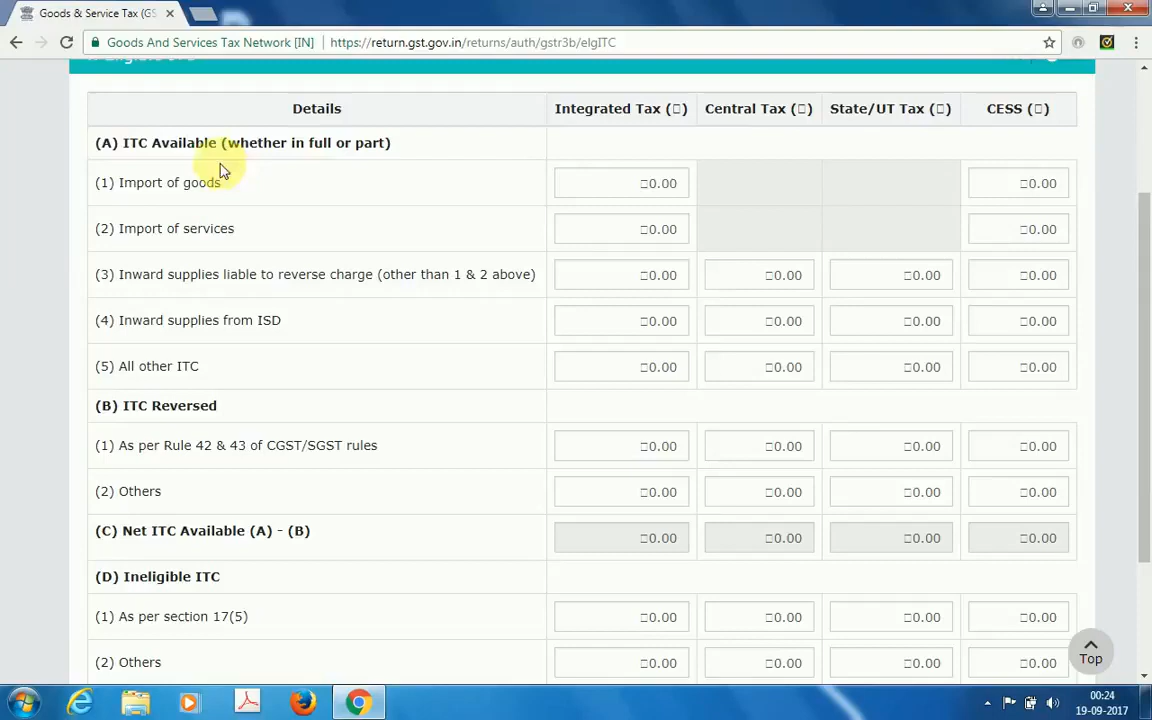 Goods & Service Tax (GS
Goods And Services Tax Network [IN] https://return.gst.gov.in/returns/auth/gstr3b/elgITC
Details Integrated Tax (₹) Central Tax (₹) State/UT Tax (₹) CESS (₹)
(A) ITC Available (whether in full or part)
(1) Import of goods ₹0.00 ₹0.00
(2) Import of services ₹0.00 ₹0.00
(3) Inward supplies liable to reverse charge (other than 1 & 2 above) ₹0.00 ₹0.00 ₹0.00 ₹0.00
(4) Inward supplies from ISD ₹0.00 ₹0.00 ₹0.00 ₹0.00
(5) All other ITC ₹0.00 ₹0.00 ₹0.00 ₹0.00
(B) ITC Reversed
(1) As per Rule 42 & 43 of CGST/SGST rules ₹0.00 ₹0.00 ₹0.00 ₹0.00
(2) Others ₹0.00 ₹0.00 ₹0.00 ₹0.00
(C) Net ITC Available (A) - (B) ₹0.00 ₹0.00 ₹0.00 ₹0.00
(D) Ineligible ITC
(1) As per section 17(5) ₹0.00 ₹0.00 ₹0.00 ₹0.00
(2) Others ₹0.00 ₹0.00 ₹0.00 ₹0.00
Top
00:24
19-09-2017